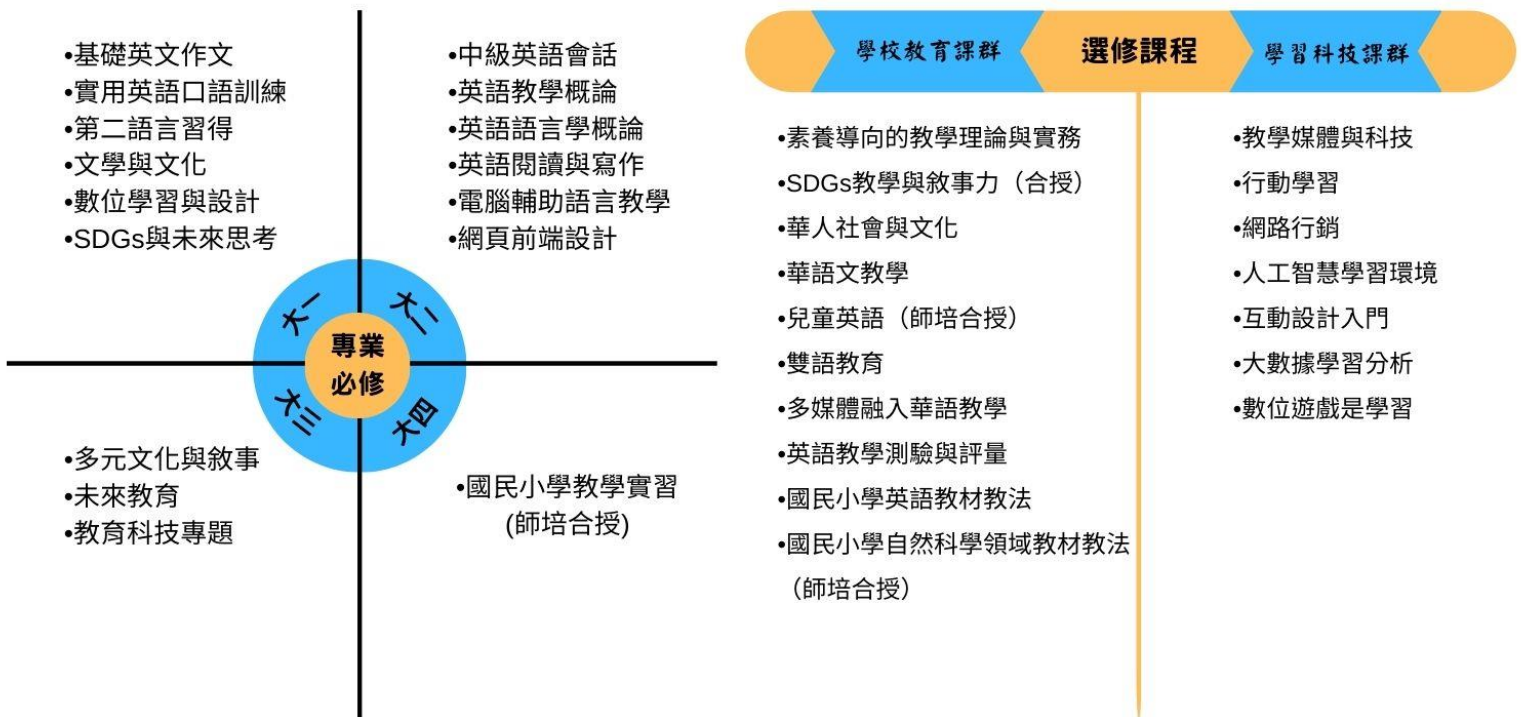 •基礎英文作文
•實用英語口語訓練
•第二語言習得
•文學與文化
•數位學習與設計
•SDGs與未來思考
•中級英語會話
•英語教學概論
•英語語言學概論
•英語閱讀與寫作
•電腦輔助語言教學
•網頁前端設計
大一
大二
專業
必修
大三
大四
•多元文化與敘事
•未來教育
•教育科技專題
•國民小學教學實習
(師培合授)
學校教育課群
選修課程
學習科技課群
•素養導向的教學理論與實務
•SDGs教學與敘事力（合授）
•華人社會與文化
•華語文教學
•兒童英語（師培合授）
•雙語教育
•多媒體融入華語教學
•英語教學測驗與評量
•國民小學英語教材教法
•國民小學自然科學領域教材教法
（師培合授）
•教學媒體與科技
•行動學習
•網路行銷
•人工智慧學習環境
•互動設計入門
•大數據學習分析
•數位遊戲是學習